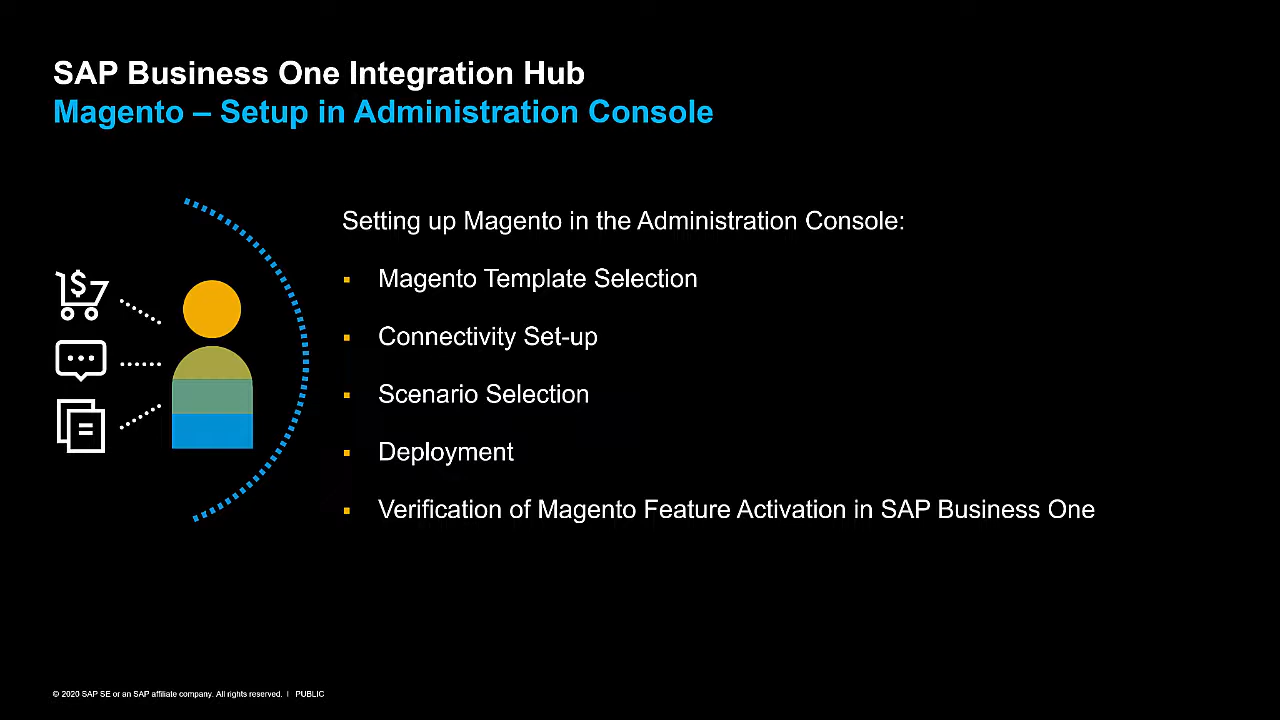 SAP Business One Integration Hub
Magento – Setup in Administration Console
Setting up Magento in the Administration Console:
▪ Magento Template Selection
▪ Connectivity Set-up
▪ Scenario Selection
▪ Deployment
▪ Verification of Magento Feature Activation in SAP Business One
© 2020 SAP SE or an SAP affiliate company. All rights reserved. | PUBLIC